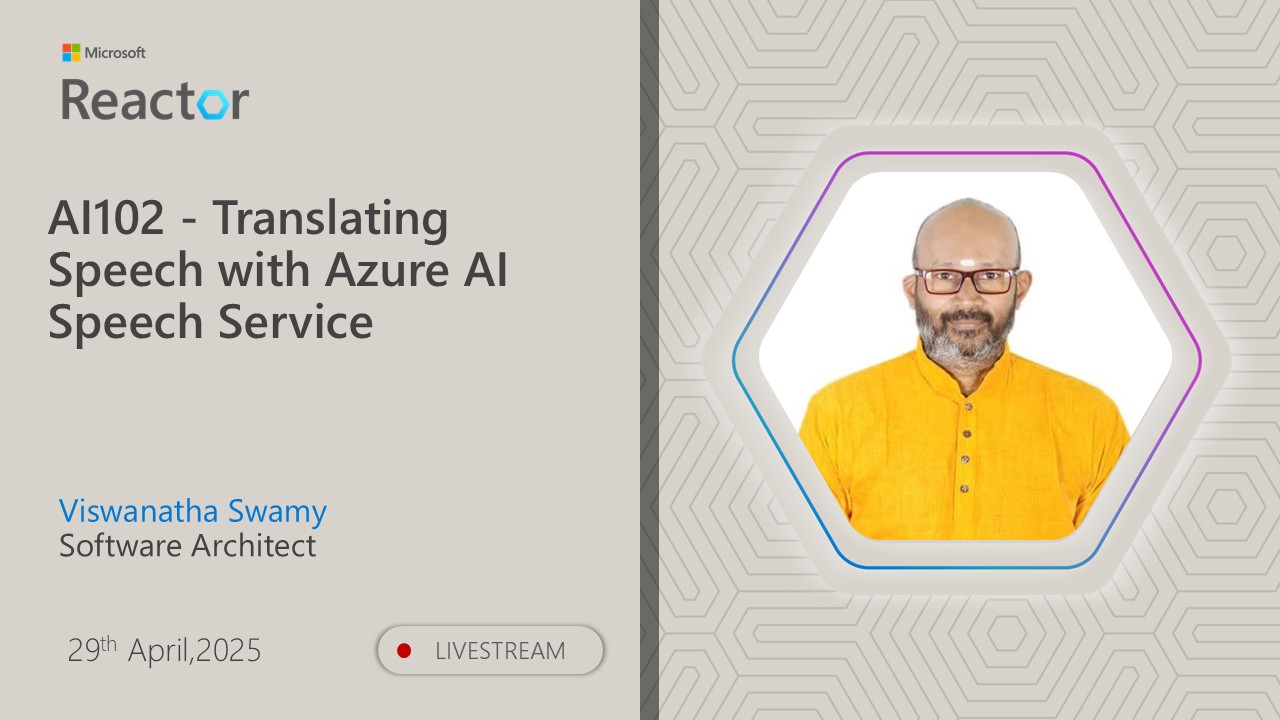 Microsoft
Reactor
AI102 - Translating
Speech with Azure AI
Speech Service
Viswanatha Swamy
Software Architect
29th April,2025
LIVESTREAM